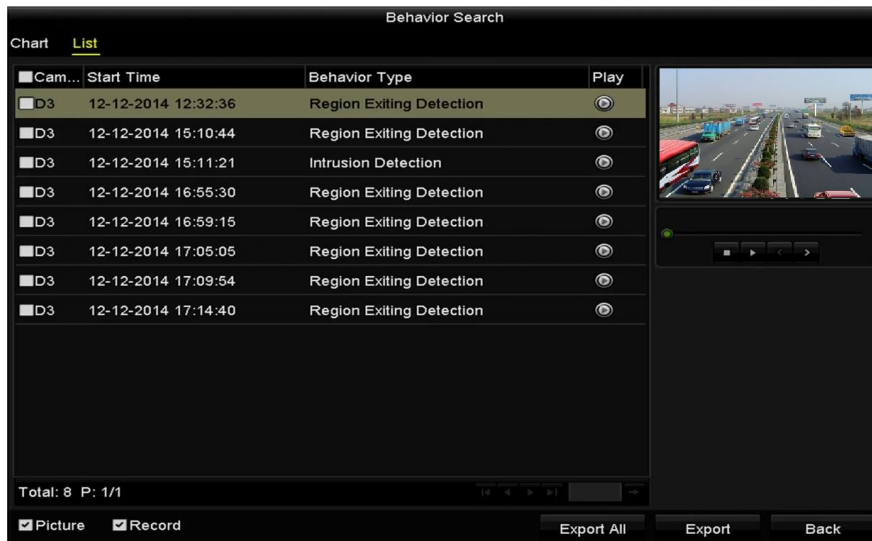 Behavior Search
Chart List
Cam... Start Time Behavior Type Play
D3 12-12-2014 12:32:36 Region Exiting Detection
D3 12-12-2014 15:10:44 Region Exiting Detection
D3 12-12-2014 15:11:21 Intrusion Detection
D3 12-12-2014 16:55:30 Region Exiting Detection
D3 12-12-2014 16:59:15 Region Exiting Detection
D3 12-12-2014 17:05:05 Region Exiting Detection
D3 12-12-2014 17:09:54 Region Exiting Detection
D3 12-12-2014 17:14:40 Region Exiting Detection
Total: 8 P: 1/1
Picture Record Export All Export Back